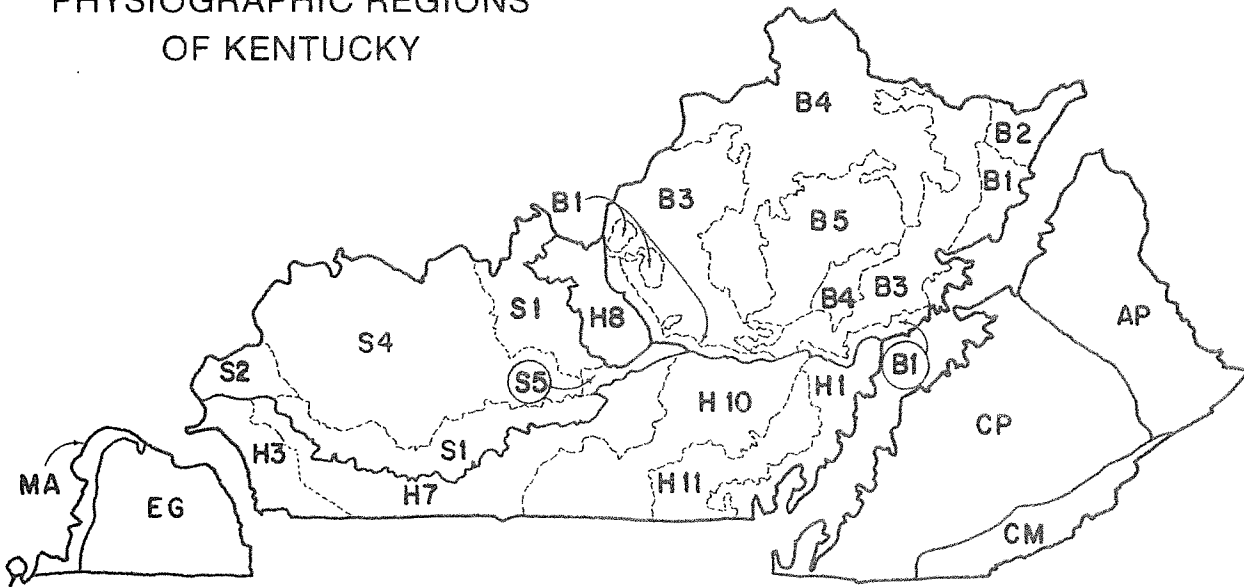 PHYSIOGRAPHIC REGIONS
OF KENTUCKY
B4
B2
B1
B1
B3
B5
S1
H8
B4
B3
AP
S4
S2
S5
B1
H1
H10
CP
H3
S1
H7
H11
MA
EG
CM